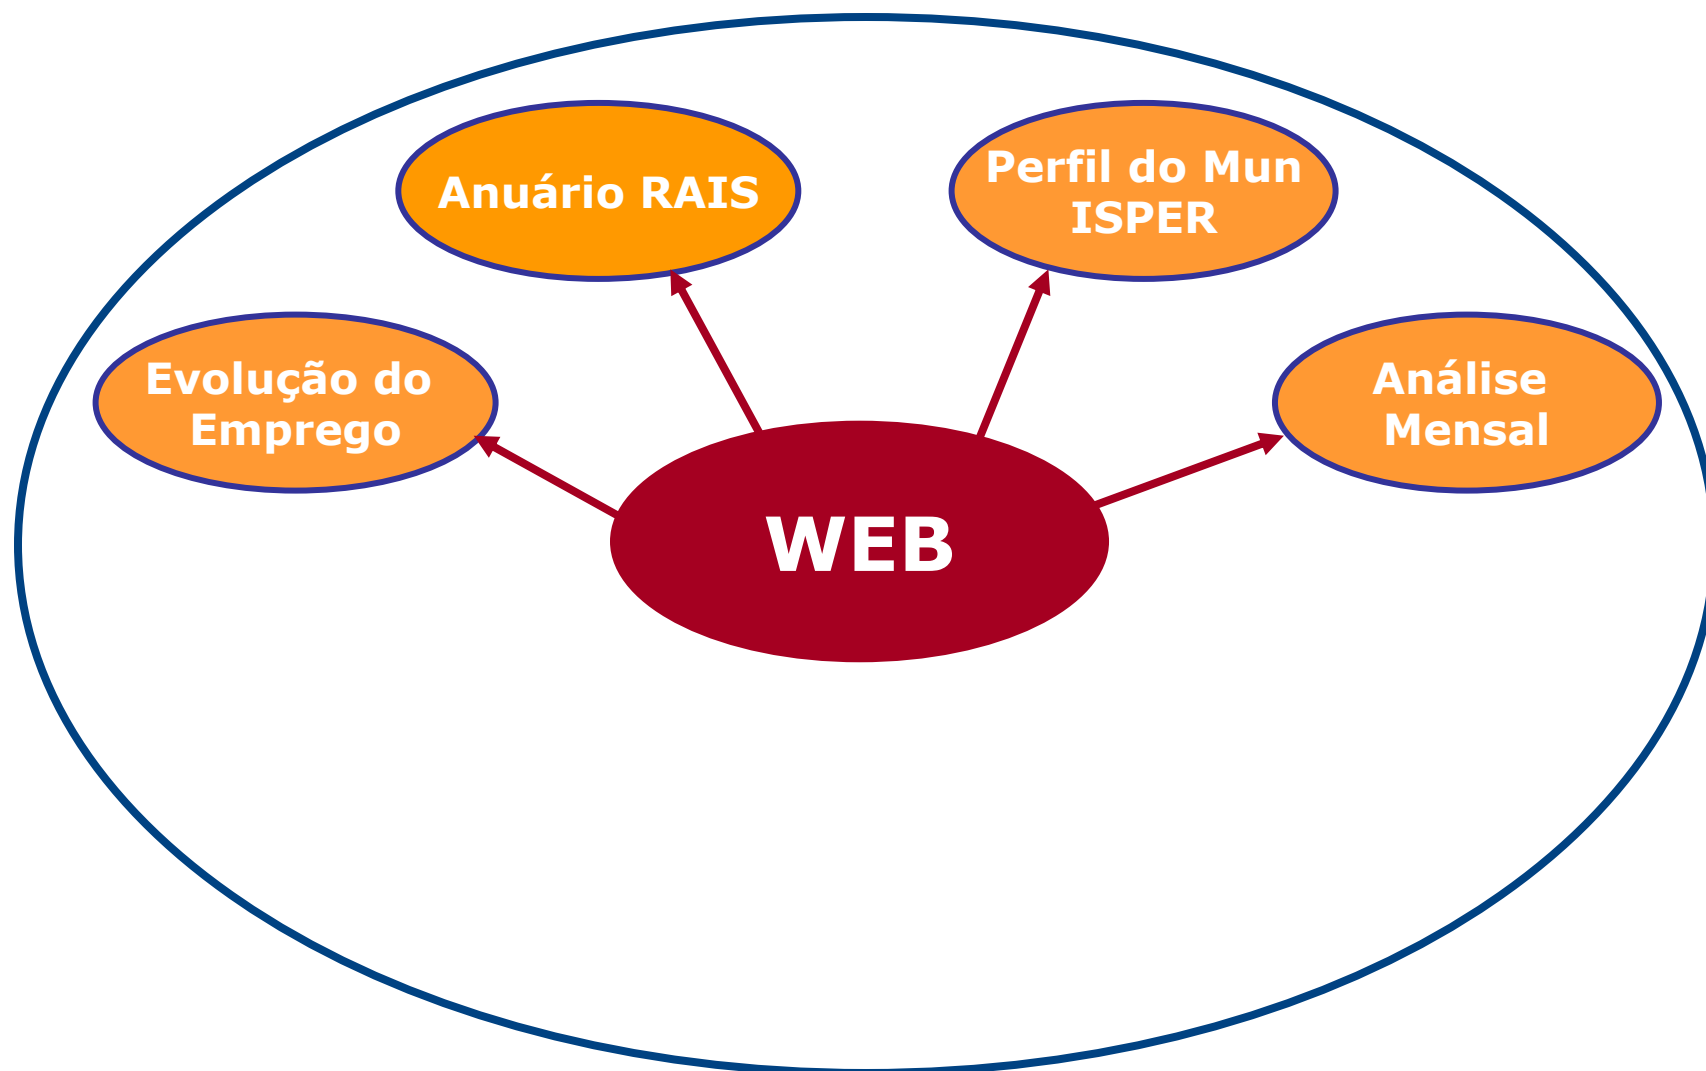 Anuário RAIS
Perfil do Mun
ISPER
Evolução do
Emprego
Análise
Mensal
WEB